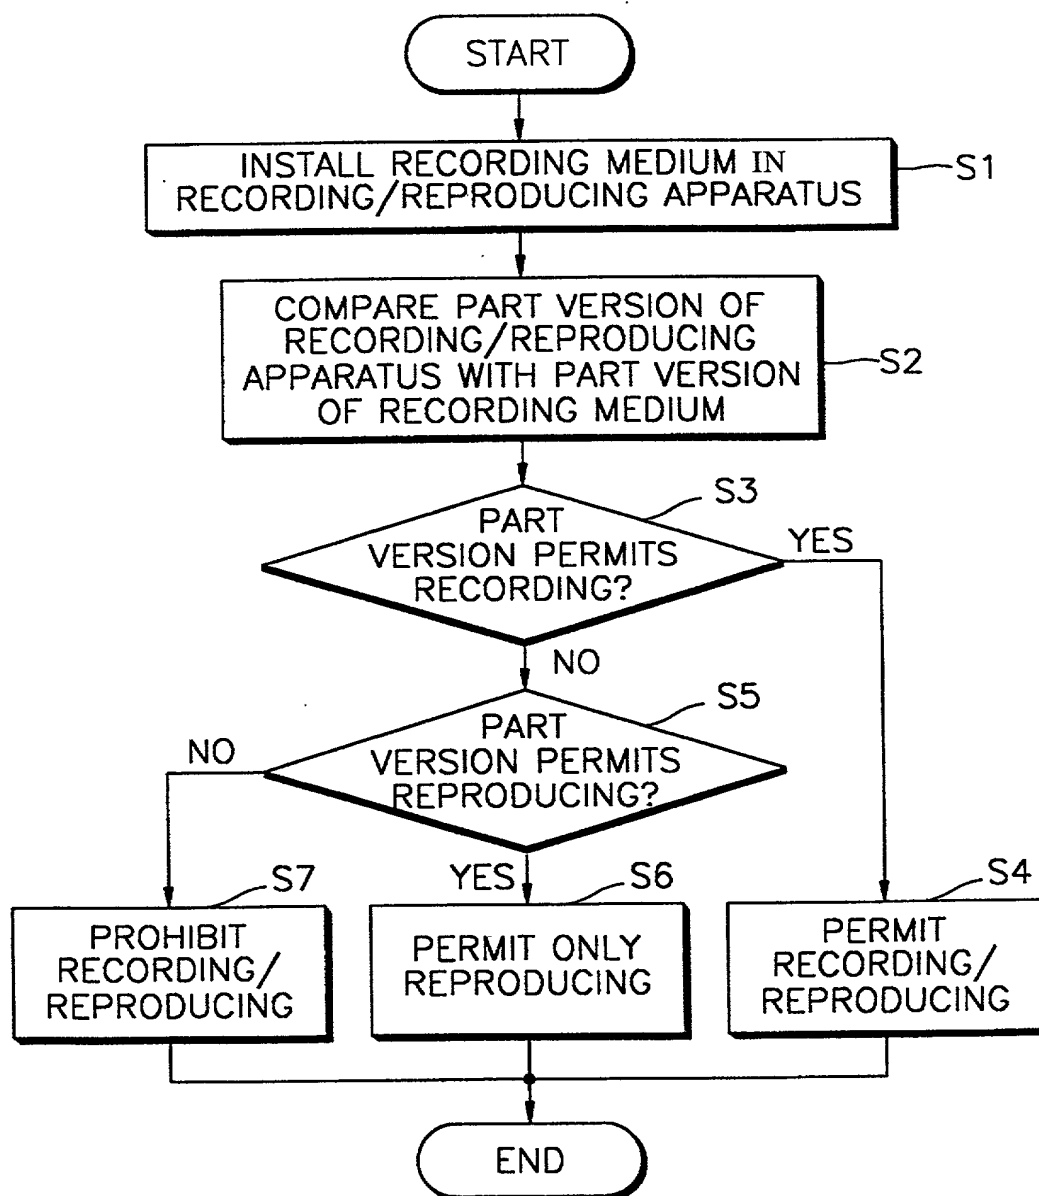 START
INSTALL RECORDING MEDIUM IN
RECORDING/REPRODUCING APPARATUS
S1
COMPARE PART VERSION OF
RECORDING/REPRODUCING
APPARATUS WITH PART VERSION
OF RECORDING MEDIUM
S2
S3
PART
VERSION PERMITS
RECORDING?
YES
NO
S5
PART
VERSION PERMITS
REPRODUCING?
NO
YES
S7
PROHIBIT
RECORDING/
REPRODUCING
S6
PERMIT ONLY
REPRODUCING
S4
PERMIT
RECORDING/
REPRODUCING
END